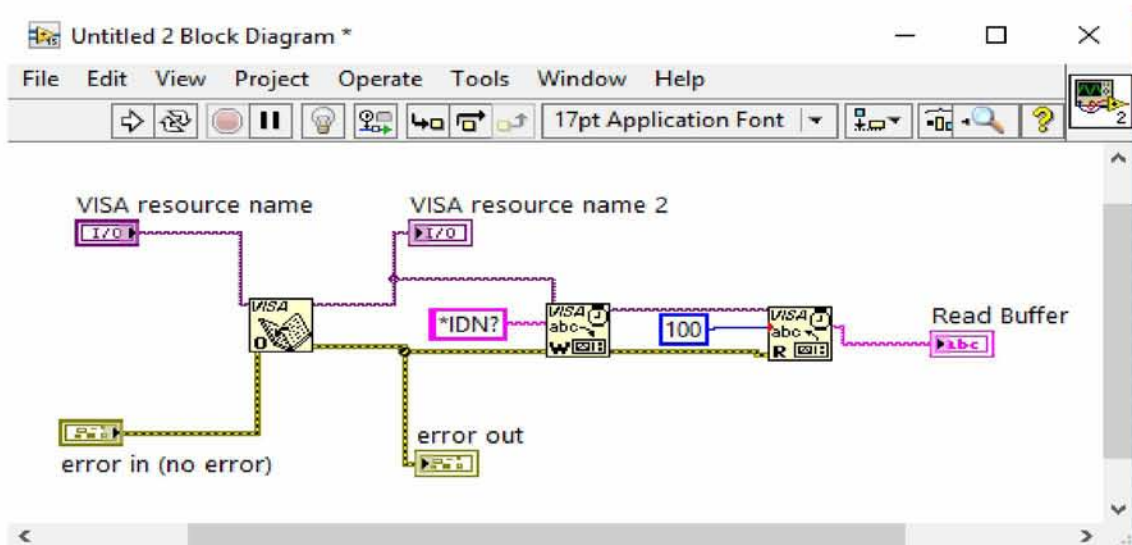 Untitled 2 Block Diagram *
File Edit View Project Operate Tools Window Help
17pt Application Font
2
VISA resource name
VISA resource name 2
I/O
I/O
VISA
O
*IDN?
VISA
abc
W
100
VISA
abc
R
Read Buffer
abc
error in (no error)
error out